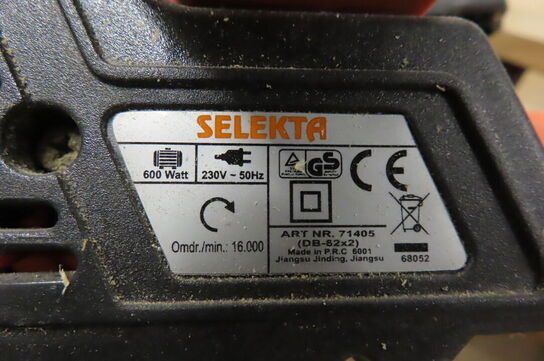 SELEKTA
600 Watt
230V ~ 50Hz
GS
CE
Omdr./min.: 16.000
ART NR. 71405
(DB-82x2)
Made in P.R.C 6001
Jiangsu Jinding, Jiangsu
68052